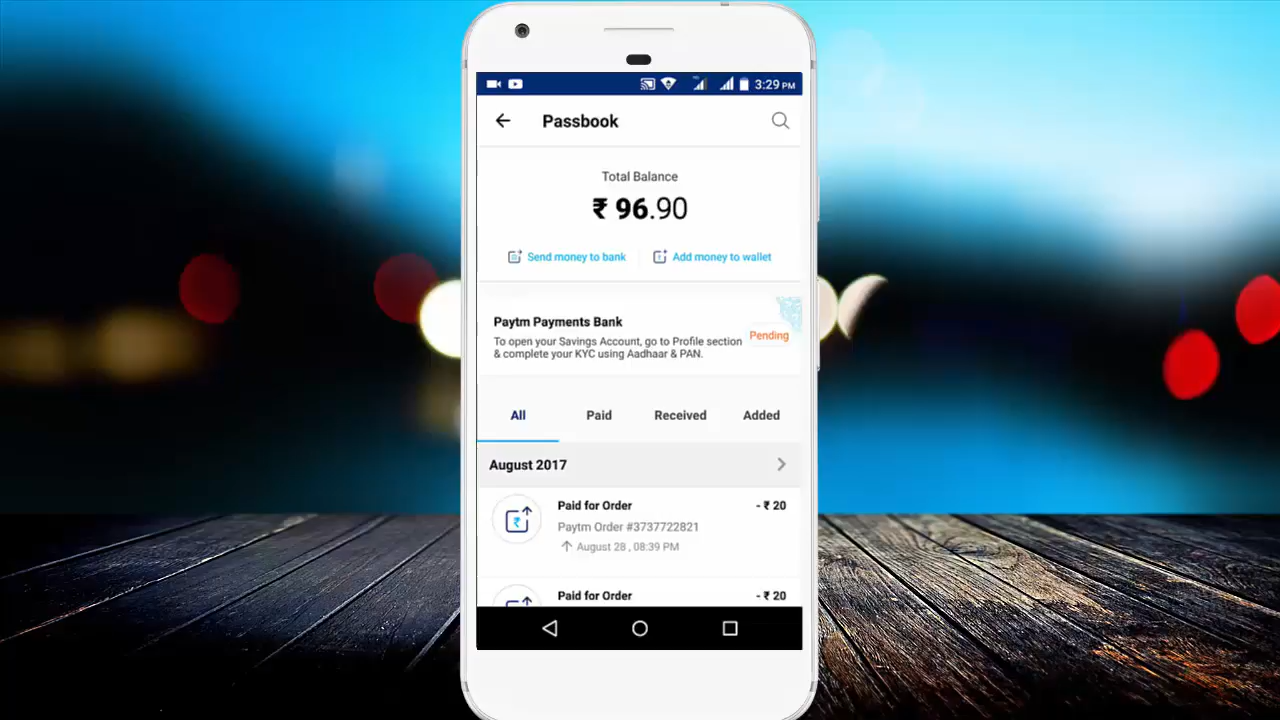 3:29 PM
Passbook
Total Balance
₹ 96.90
Send money to bank
Add money to wallet
Paytm Payments Bank
To open your Savings Account, go to Profile section
& complete your KYC using Aadhaar & PAN.
Pending
All Paid Received Added
August 2017
Paid for Order - ₹ 20
Paytm Order #3737722821
August 28 , 08:39 PM
Paid for Order - ₹ 20